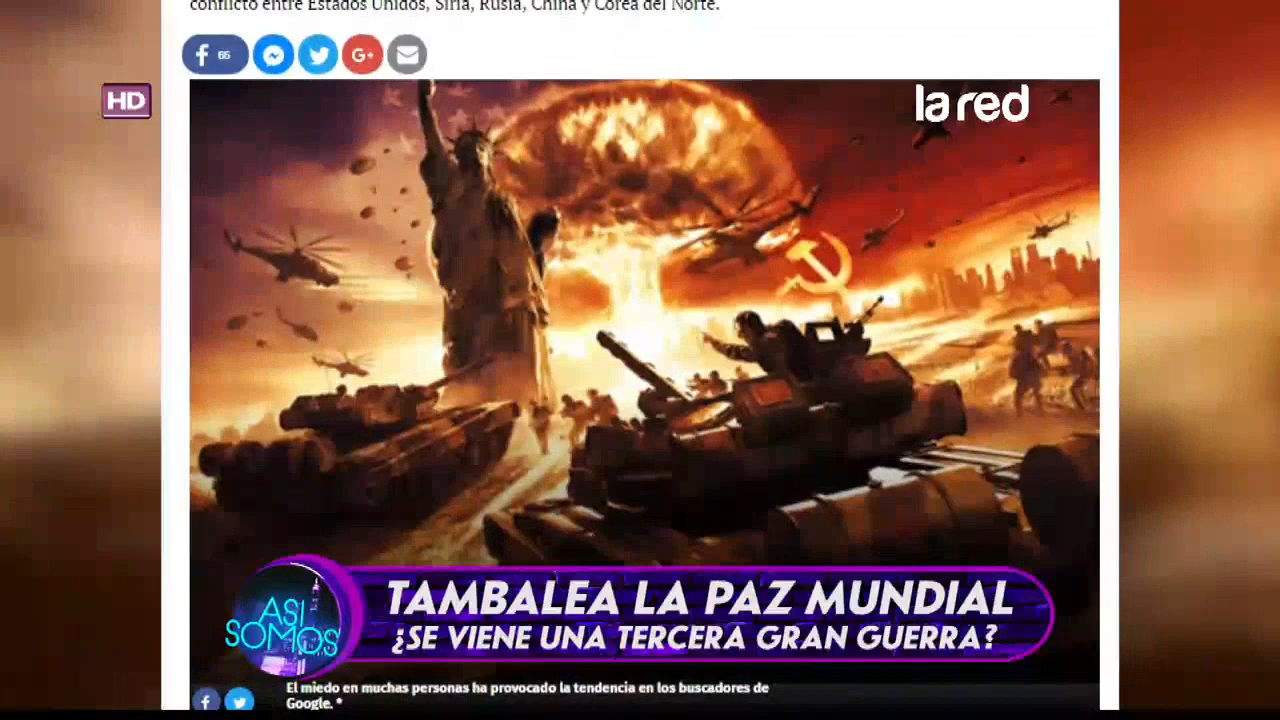 conflicto entre Estados Unidos, Siria, Rusia, China y Corea del Norte.
65
G+
HD
la red
TAMBALEA LA PAZ MUNDIAL
¿SE VIENE UNA TERCERA GRAN GUERRA?
ASI
SOMOS
El miedo en muchas personas ha provocado la tendencia en los buscadores de
Google. *